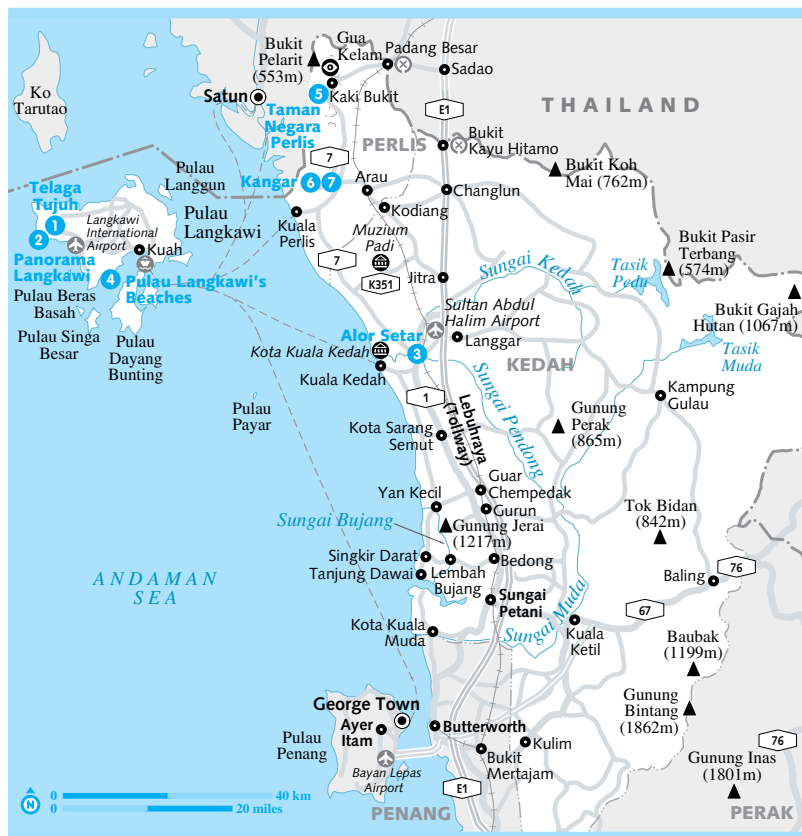 Ko
Tarutao
Bukit
Pelarit
(553m)
Gua
Kelam
Padang Besar
Sadao
Satun
5
Kaki Bukit
Taman
Negara
Perlis
E1
THAILAND
PERLIS
Bukit
Kayu Hitamo
7
Bukit Koh
Mai (762m)
Pulau
Langgun
Kangar
6
7
Arau
Changlun
Telaga
Tujuh
1
2
Langkawi
International
Airport
Pulau
Langkawi
Kuah
Kuala
Perlis
Kodiang
Muzium
Padi
7
K351
Jitra
Sungai Kedah
Tasik
Pedu
Bukit Pasir
Terbang
(574m)
Panorama
Langkawi
4
Pulau Langkawi's
Beaches
Pulau Beras
Basah
Pulau Singa
Besar
Pulau
Dayang
Bunting
Bukit Gajah
Hutan (1067m)
Sultan Abdul
Halim Airport
Alor Setar
3
Langgar
Kota Kuala Kedah
Kuala Kedah
KEDAH
Tasik
Muda
Pulau
Payar
1
Lebuhraya
(Tollway)
Sungai Pendong
Kampung
Gulau
Gunung
Perak
(865m)
Kota Sarang
Semut
Guar
Chempedak
Yan Kecil
Gurun
Tok Bidan
(842m)
Sungai Bujang
Gunung Jerai
(1217m)
Singkir Darat
Bedong
Tanjung Dawai
Lembah
Bujang
ANDAMAN
SEA
Baling
76
Sungai
Petani
Sungai Muda
67
Kota Kuala
Muda
Kuala
Ketil
Baubak
(1199m)
George Town
Gunung
Bintang
(1862m)
Ayer
Itam
Butterworth
Pulau
Penang
Kulim
76
Bayan Lepas
Airport
Bukit
Mertajam
Gunung Inas
(1801m)
E1
N
0
40 km
0
20 miles
PENANG
PERAK